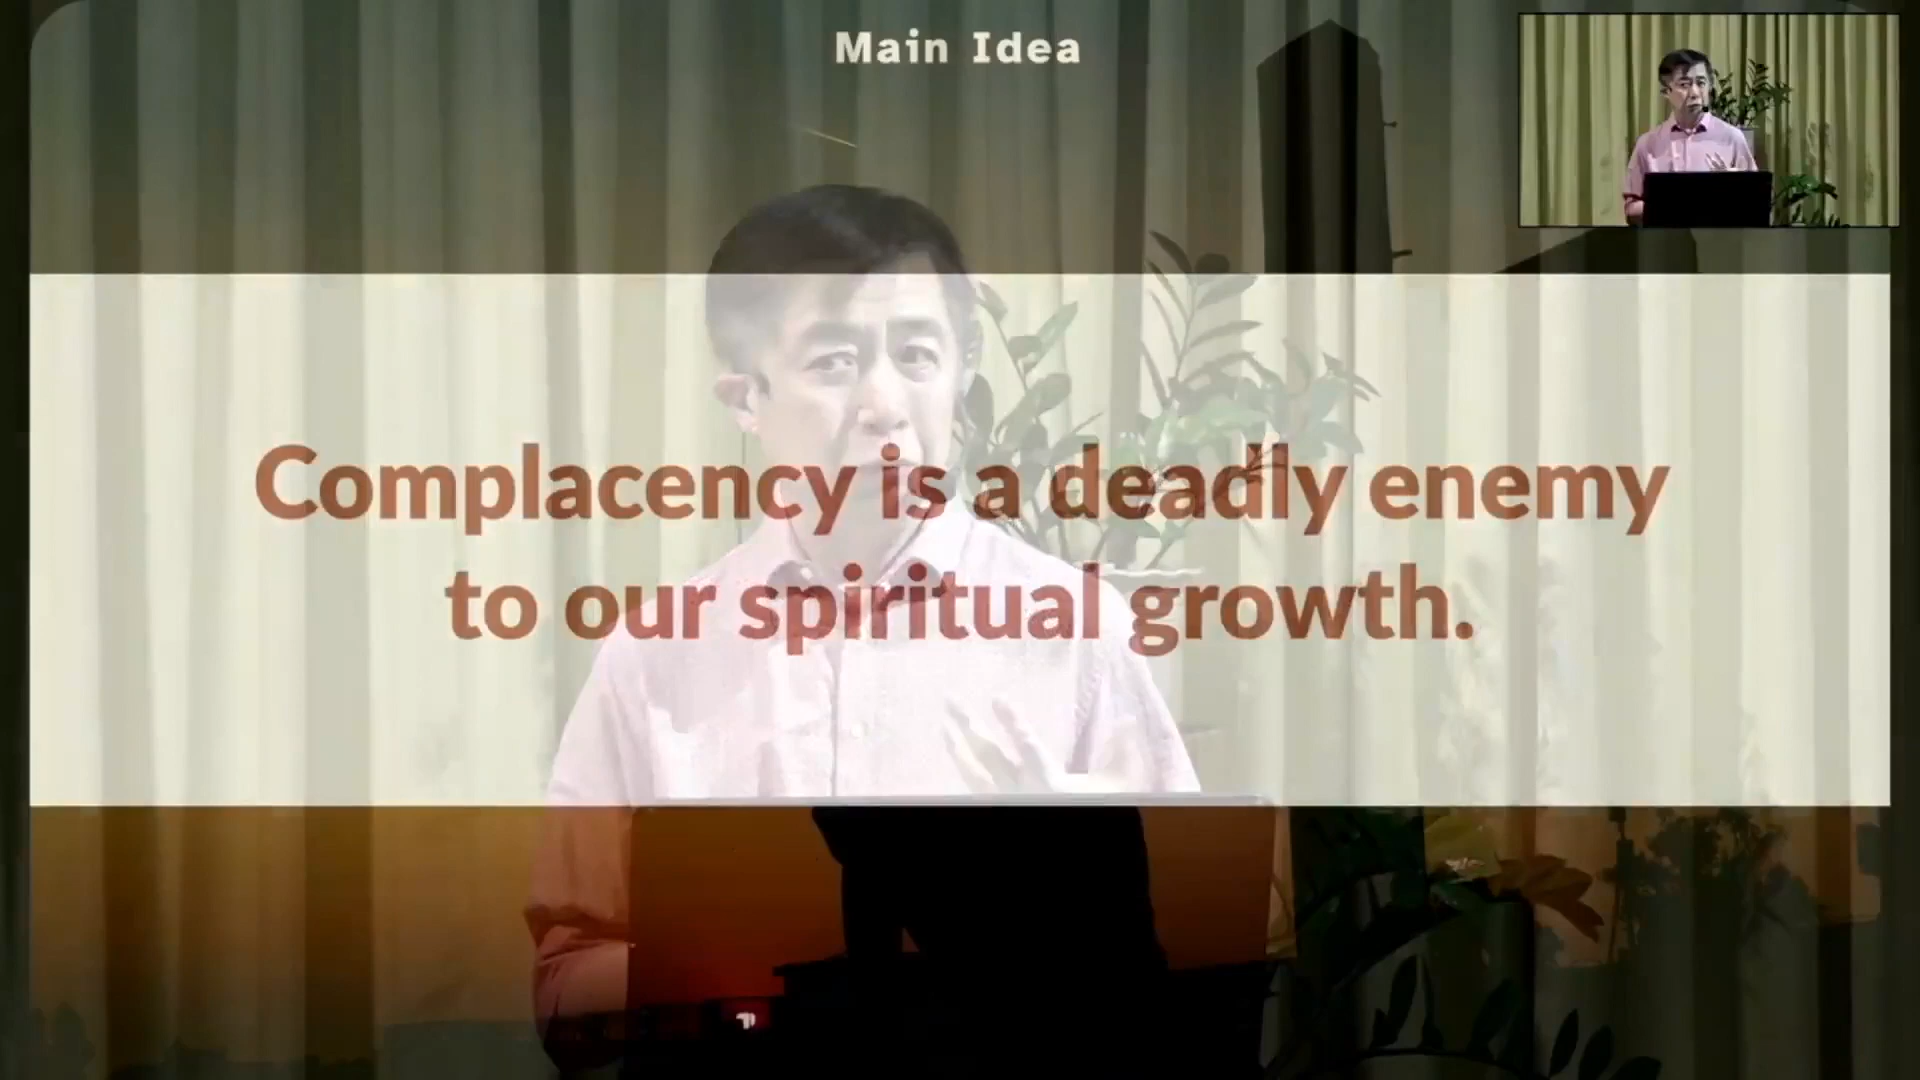 Main Idea
Complacency is a deadly enemy
to our spiritual growth.